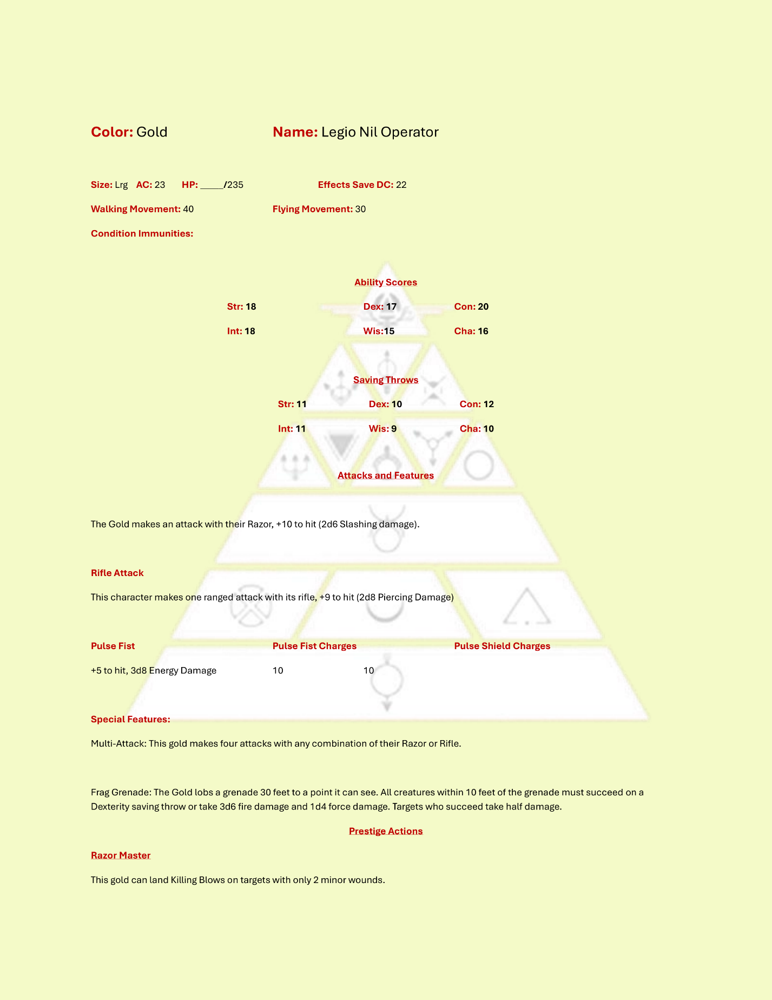 Color: Gold Name: Legio Nil Operator
Size: Lrg AC: 23 HP: _____/235 Effects Save DC: 22
Walking Movement: 40 Flying Movement: 30
Condition Immunities:
Ability Scores
Str: 18 Dex: 17 Con: 20
Int: 18 Wis:15 Cha: 16
Saving Throws
Str: 11 Dex: 10 Con: 12
Int: 11 Wis: 9 Cha: 10
Attacks and Features
The Gold makes an attack with their Razor, +10 to hit (2d6 Slashing damage).
Rifle Attack
This character makes one ranged attack with its rifle, +9 to hit (2d8 Piercing Damage)
Pulse Fist Pulse Fist Charges Pulse Shield Charges
+5 to hit, 3d8 Energy Damage 10 10
Special Features:
Multi-Attack: This gold makes four attacks with any combination of their Razor or Rifle.
Frag Grenade: The Gold lobs a grenade 30 feet to a point it can see. All creatures within 10 feet of the grenade must succeed on a
Dexterity saving throw or take 3d6 fire damage and 1d4 force damage. Targets who succeed take half damage.
Prestige Actions
Razor Master
This gold can land Killing Blows on targets with only 2 minor wounds.